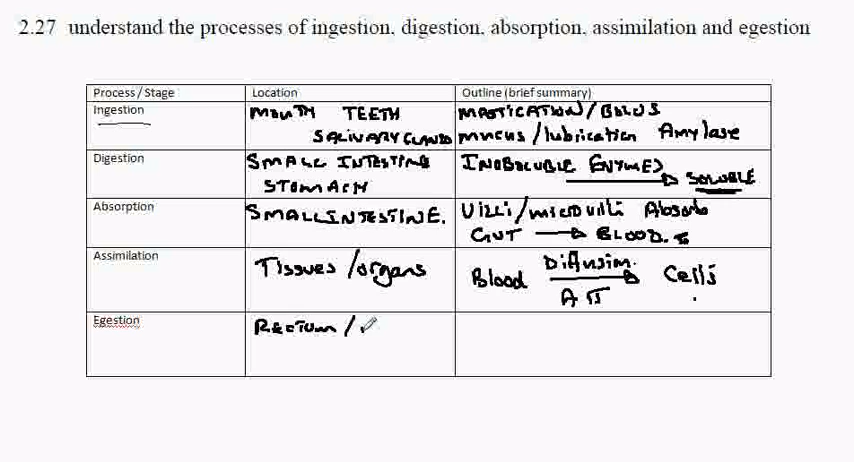 2.27 understand the processes of ingestion, digestion, absorption, assimilation and egestion
Process / Stage Location Outline (brief summary)
Ingestion MOUTH TEETH MASTICATION / BOLUS
SALIVARY GLANDS mucus / lubrication Amylase
Digestion SMALL INTESTINE INSOLUBLE ENZYMES
STOMACH SOLUBLE
Absorption SMALL INTESTINE. Villi / microvilli Absorb
GUT → BLOOD.
Assimilation Tissues / organs Blood Diffusion. → Cells
AT
Egestion RECTUM /